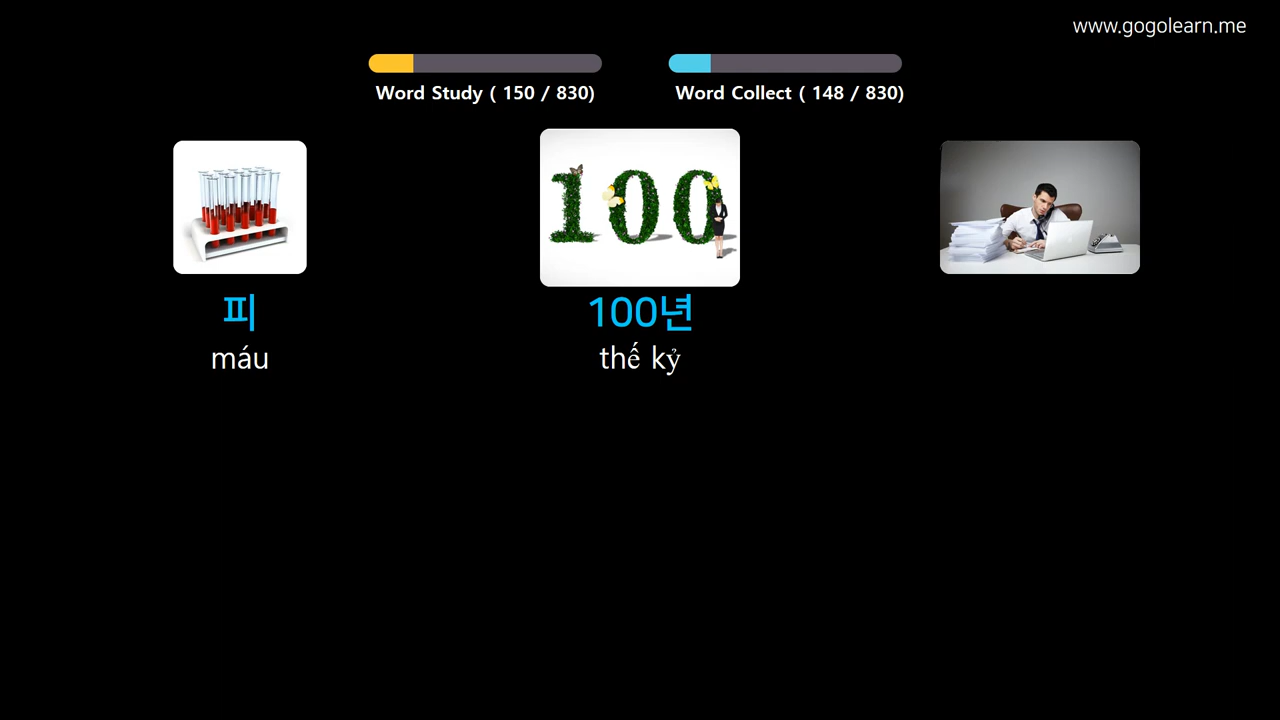 www.gogolearn.me
Word Study ( 150 / 830)
Word Collect ( 148 / 830)
100
피
100년
máu
thế kỷ